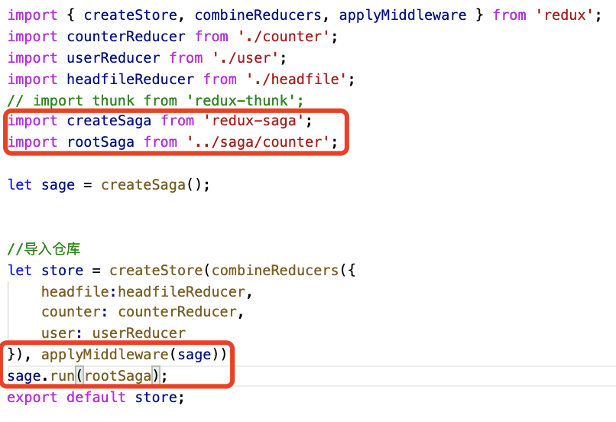 import { createStore, combineReducers, applyMiddleware } from 'redux';
import counterReducer from './counter';
import userReducer from './user';
import headfileReducer from './headfile';
// import thunk from 'redux-thunk';
import createSaga from 'redux-saga';
import rootSaga from '../saga/counter';
let sage = createSaga();
//导入仓库
let store = createStore(combineReducers({
headfile:headfileReducer,
counter: counterReducer,
user: userReducer
}), applyMiddleware(sage))
sage.run(rootSaga);
export default store;